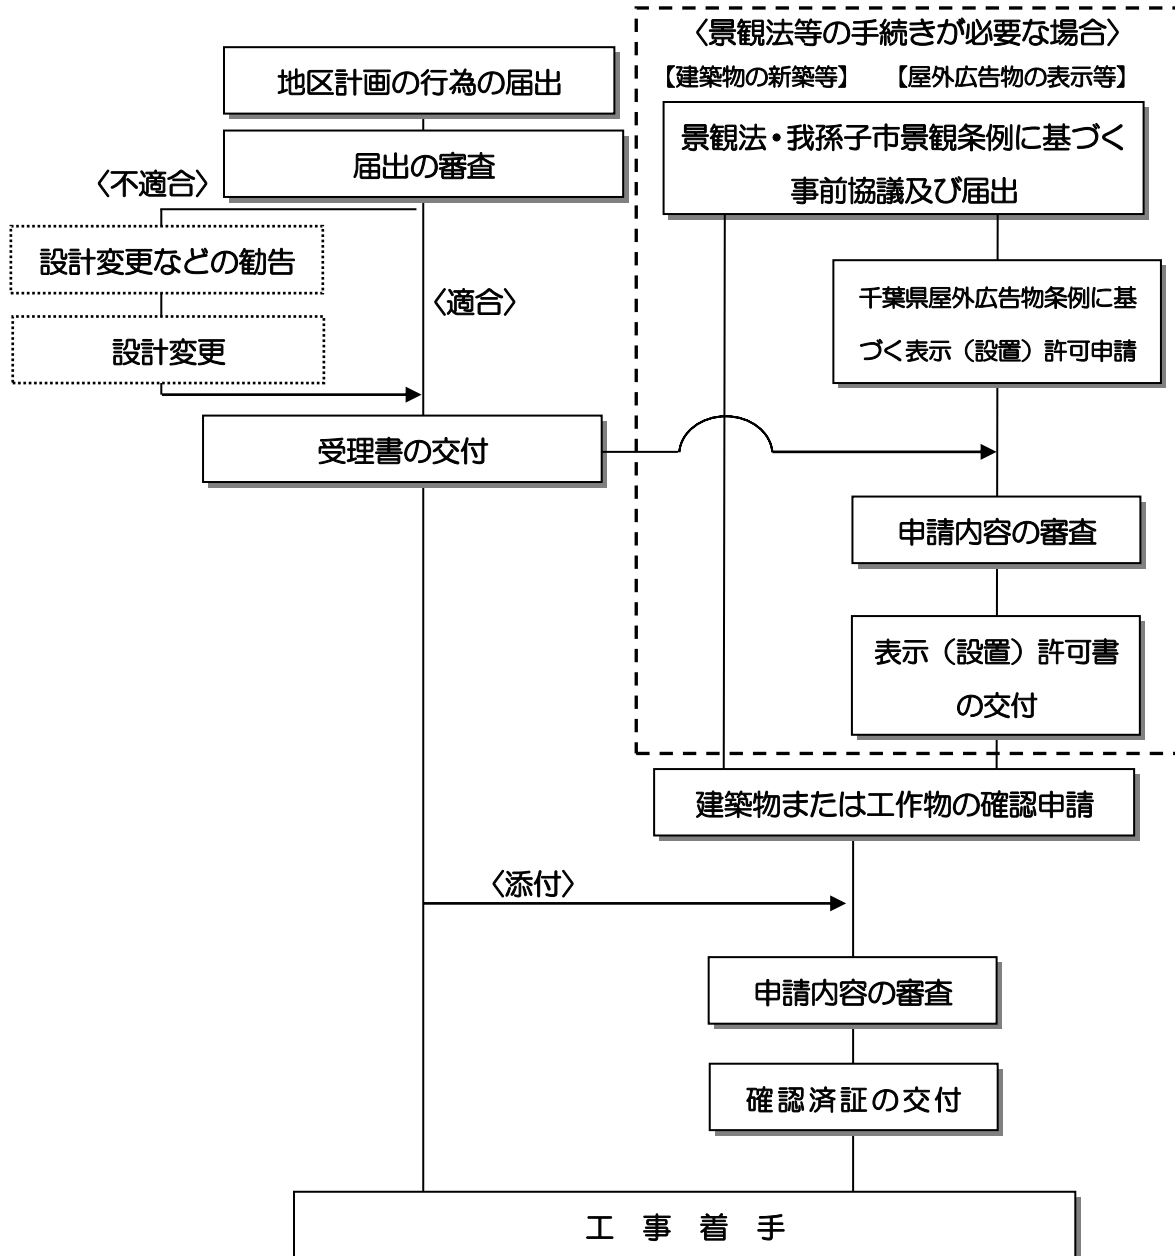 〈景観法等の手続きが必要な場合〉
【建築物の新築等】 【屋外広告物の表示等】
地区計画の行為の届出
届出の審査
〈不適合〉
設計変更などの勧告
設計変更
〈適合〉
受理書の交付
景観法・我孫子市景観条例に基づく
事前協議及び届出
千葉県屋外広告物条例に基
づく表示（設置）許可申請
申請内容の審査
表示（設置）許可書
の交付
建築物または工作物の確認申請
〈添付〉
申請内容の審査
確認済証の交付
工事着手